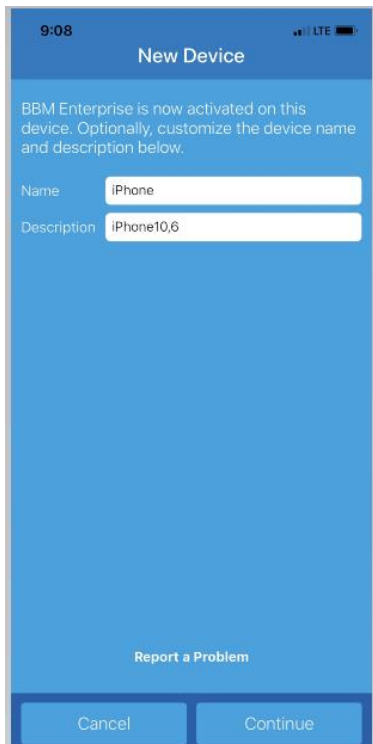 9:08 LTE
New Device
BBM Enterprise is now activated on this
device. Optionally, customize the device name
and description below.
Name iPhone
Description iPhone10,6
Report a Problem
Cancel Continue